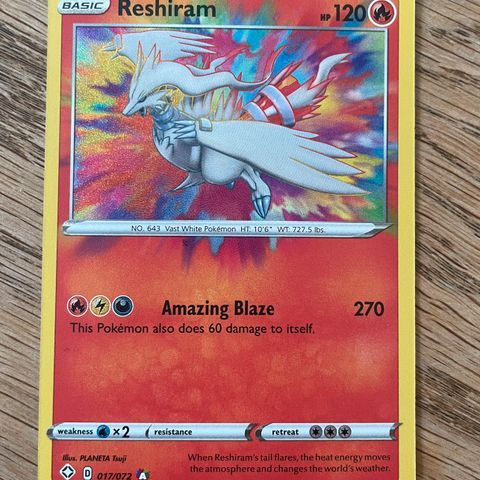 BASIC
Reshiram
HP 120
NO. 643 Vast White Pokémon HT: 10'6" WT: 727.5 lbs.
Amazing Blaze 270
This Pokémon also does 60 damage to itself.
weakness ×2 resistance retreat
Illus. PLANETA Tsuji
D 017/072 A
When Reshiram's tail flares, the heat energy moves
the atmosphere and changes the world's weather.